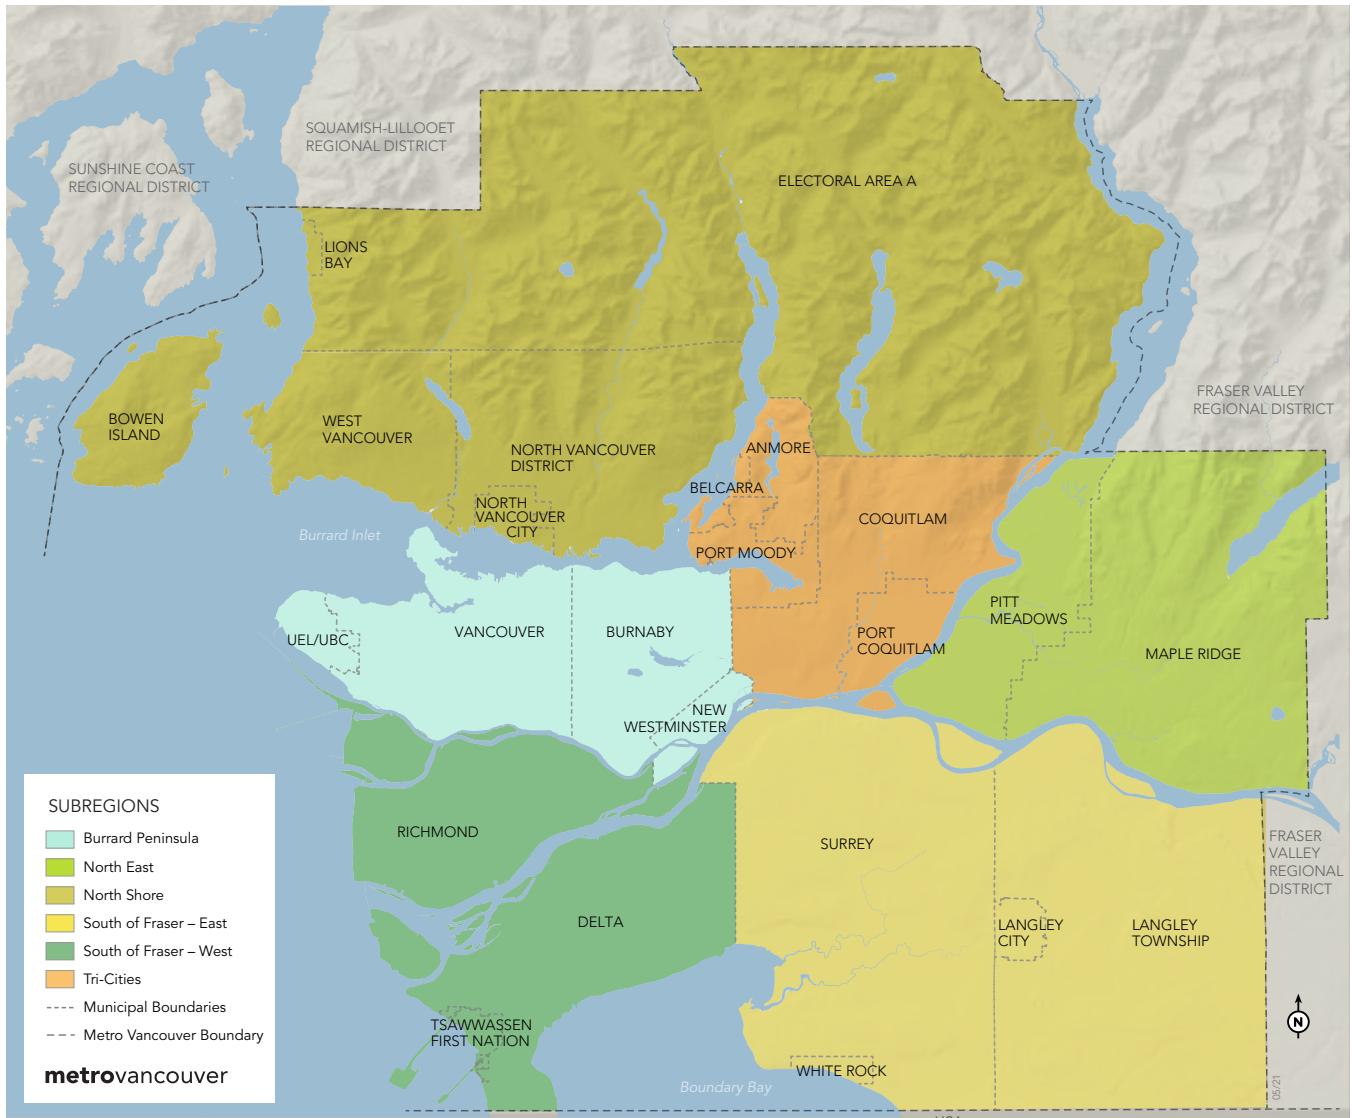 SQUAMISH-LILLOOET
REGIONAL DISTRICT
SUNSHINE COAST
REGIONAL DISTRICT
ELECTORAL AREA A
LIONS
BAY
FRASER VALLEY
REGIONAL DISTRICT
BOWEN
ISLAND
WEST
VANCOUVER
NORTH VANCOUVER
DISTRICT
ANMORE
BELCARRA
NORTH
VANCOUVER
CITY
COQUITLAM
Burrard Inlet
PORT MOODY
PITT
MEADOWS
UEL/UBC
VANCOUVER
BURNABY
PORT
COQUITLAM
MAPLE RIDGE
NEW
WESTMINSTER
SUBREGIONS
Burrard Peninsula
North East
North Shore
South of Fraser – East
South of Fraser – West
Tri-Cities
Municipal Boundaries
Metro Vancouver Boundary
metrovancouver
RICHMOND
SURREY
FRASER
VALLEY
REGIONAL
DISTRICT
DELTA
LANGLEY
CITY
LANGLEY
TOWNSHIP
N
TSAWWASSEN
FIRST NATION
WHITE ROCK
Boundary Bay
05/21